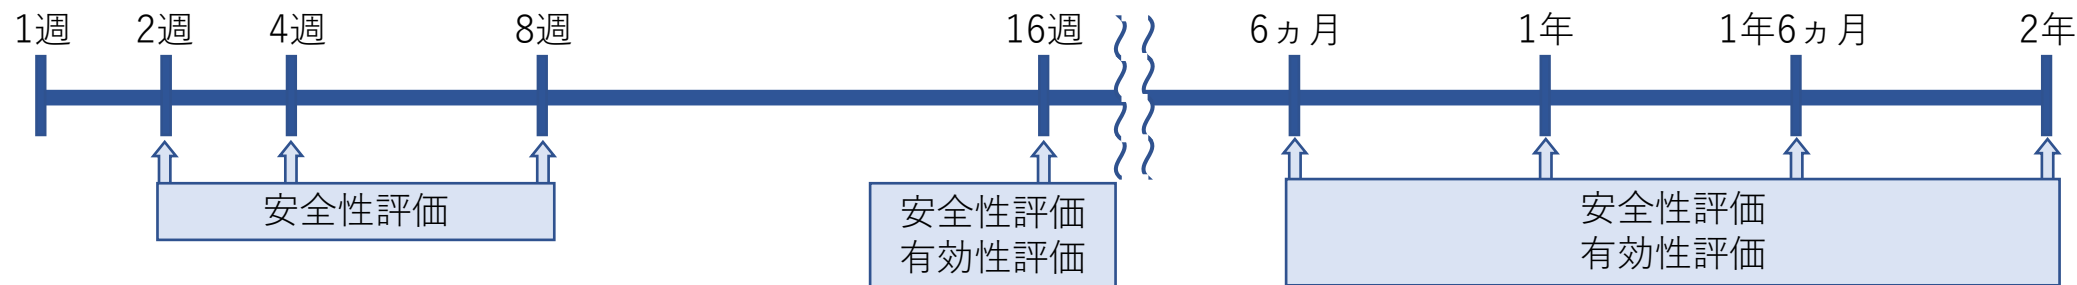 1週 2週 4週 8週 16週 6ヵ月 1年 1年6ヵ月 2年
安全性評価
安全性評価
有効性評価
安全性評価
有効性評価